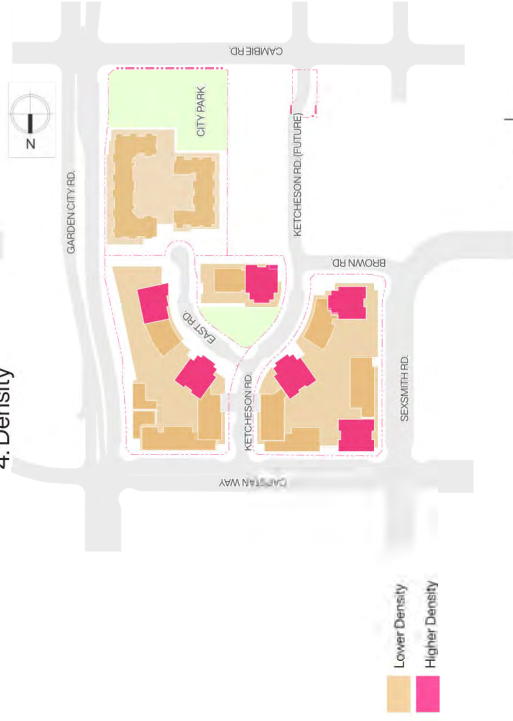 4. Density
N
CAMBIE RD.
GARDEN CITY RD.
CITY PARK
KETCHESON RD. (FUTURE)
BROWN RD.
EAST RD.
KETCHESON RD.
SEXSMITH RD.
CAPSTAN WAY
Lower Density
Higher Density